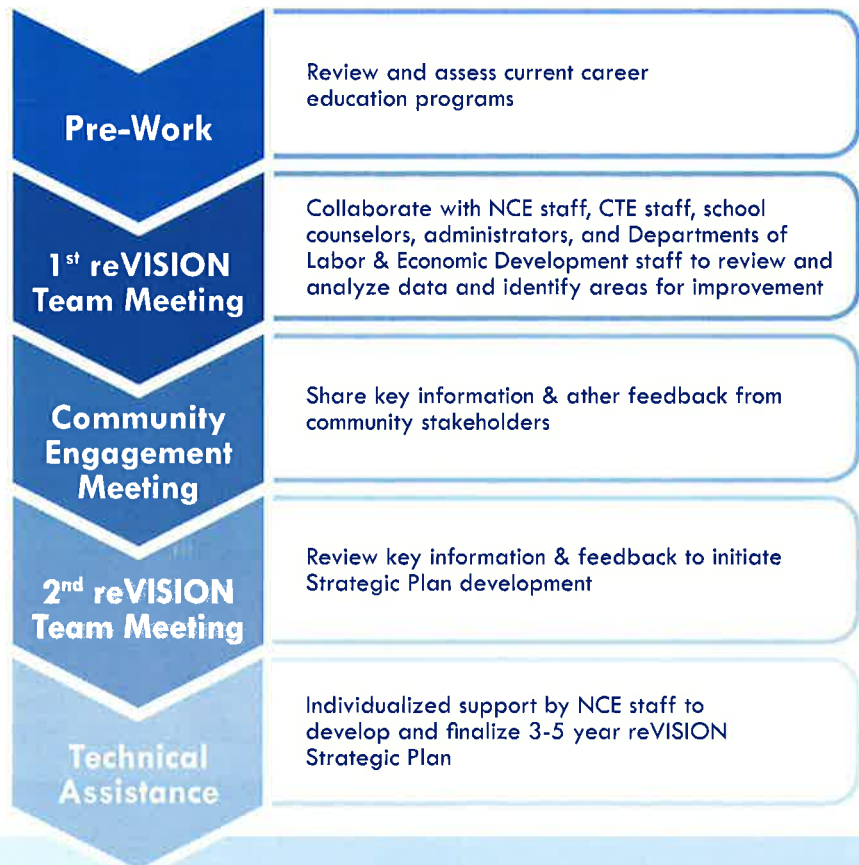 Pre-Work
Review and assess current career
education programs
1st reVISION
Team Meeting
Collaborate with NCE staff, CTE staff, school
counselors, administrators, and Departments of
Labor & Economic Development staff to review and
analyze data and identify areas for improvement
Community
Engagement
Meeting
Share key information & ather feedback from
community stakeholders
2nd reVISION
Team Meeting
Review key information & feedback to initiate
Strategic Plan development
Technical
Assistance
Individualized support by NCE staff to
develop and finalize 3-5 year reVISION
Strategic Plan